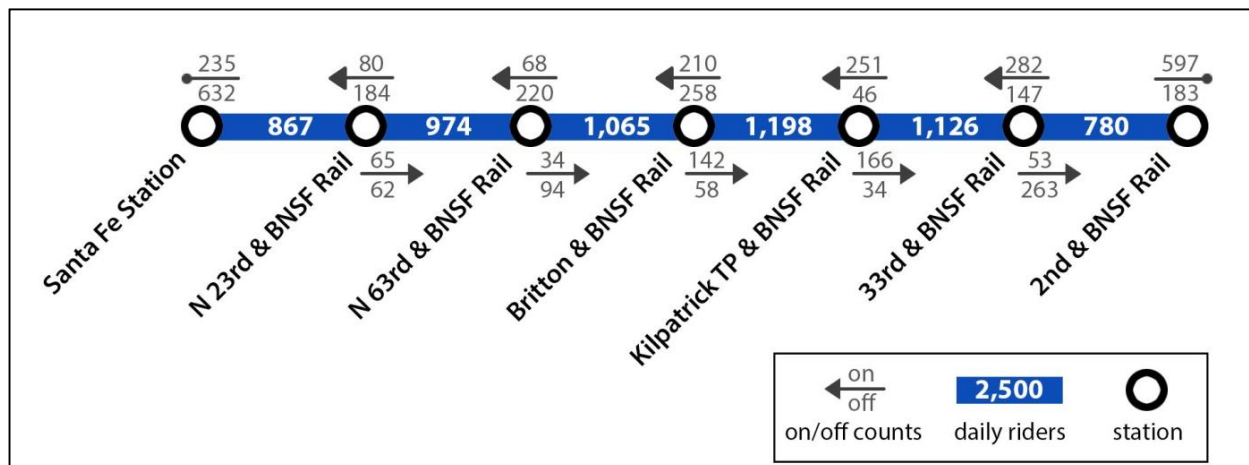 235 80 68 210 251 282 597
632 184 220 258 46 147 183
867 974 1,065 1,198 1,126 780
65 34 142 166 53
62 94 58 34 263
Santa Fe Station
N 23rd & BNSF Rail
N 63rd & BNSF Rail
Britton & BNSF Rail
Kilpatrick TP & BNSF Rail
33rd & BNSF Rail
2nd & BNSF Rail
on
off
2,500
on/off counts daily riders station